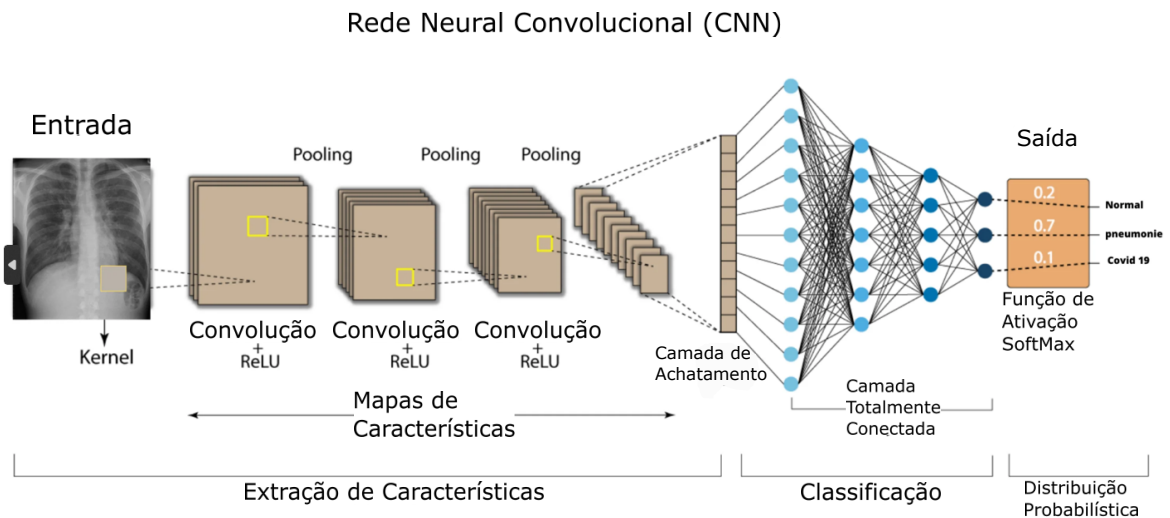 Rede Neural Convolucional (CNN)
Entrada
Kernel
Pooling
Pooling
Pooling
Convolução
+
ReLU
Convolução
+
ReLU
Convolução
+
ReLU
Mapas de
Características
Camada de
Achatamento
Camada
Totalmente
Conectada
Saída
0.2
Normal
0.7
pneumonie
0.1
Covid 19
Função de
Ativação
SoftMax
Extração de Características
Classificação
Distribuição
Probabilística